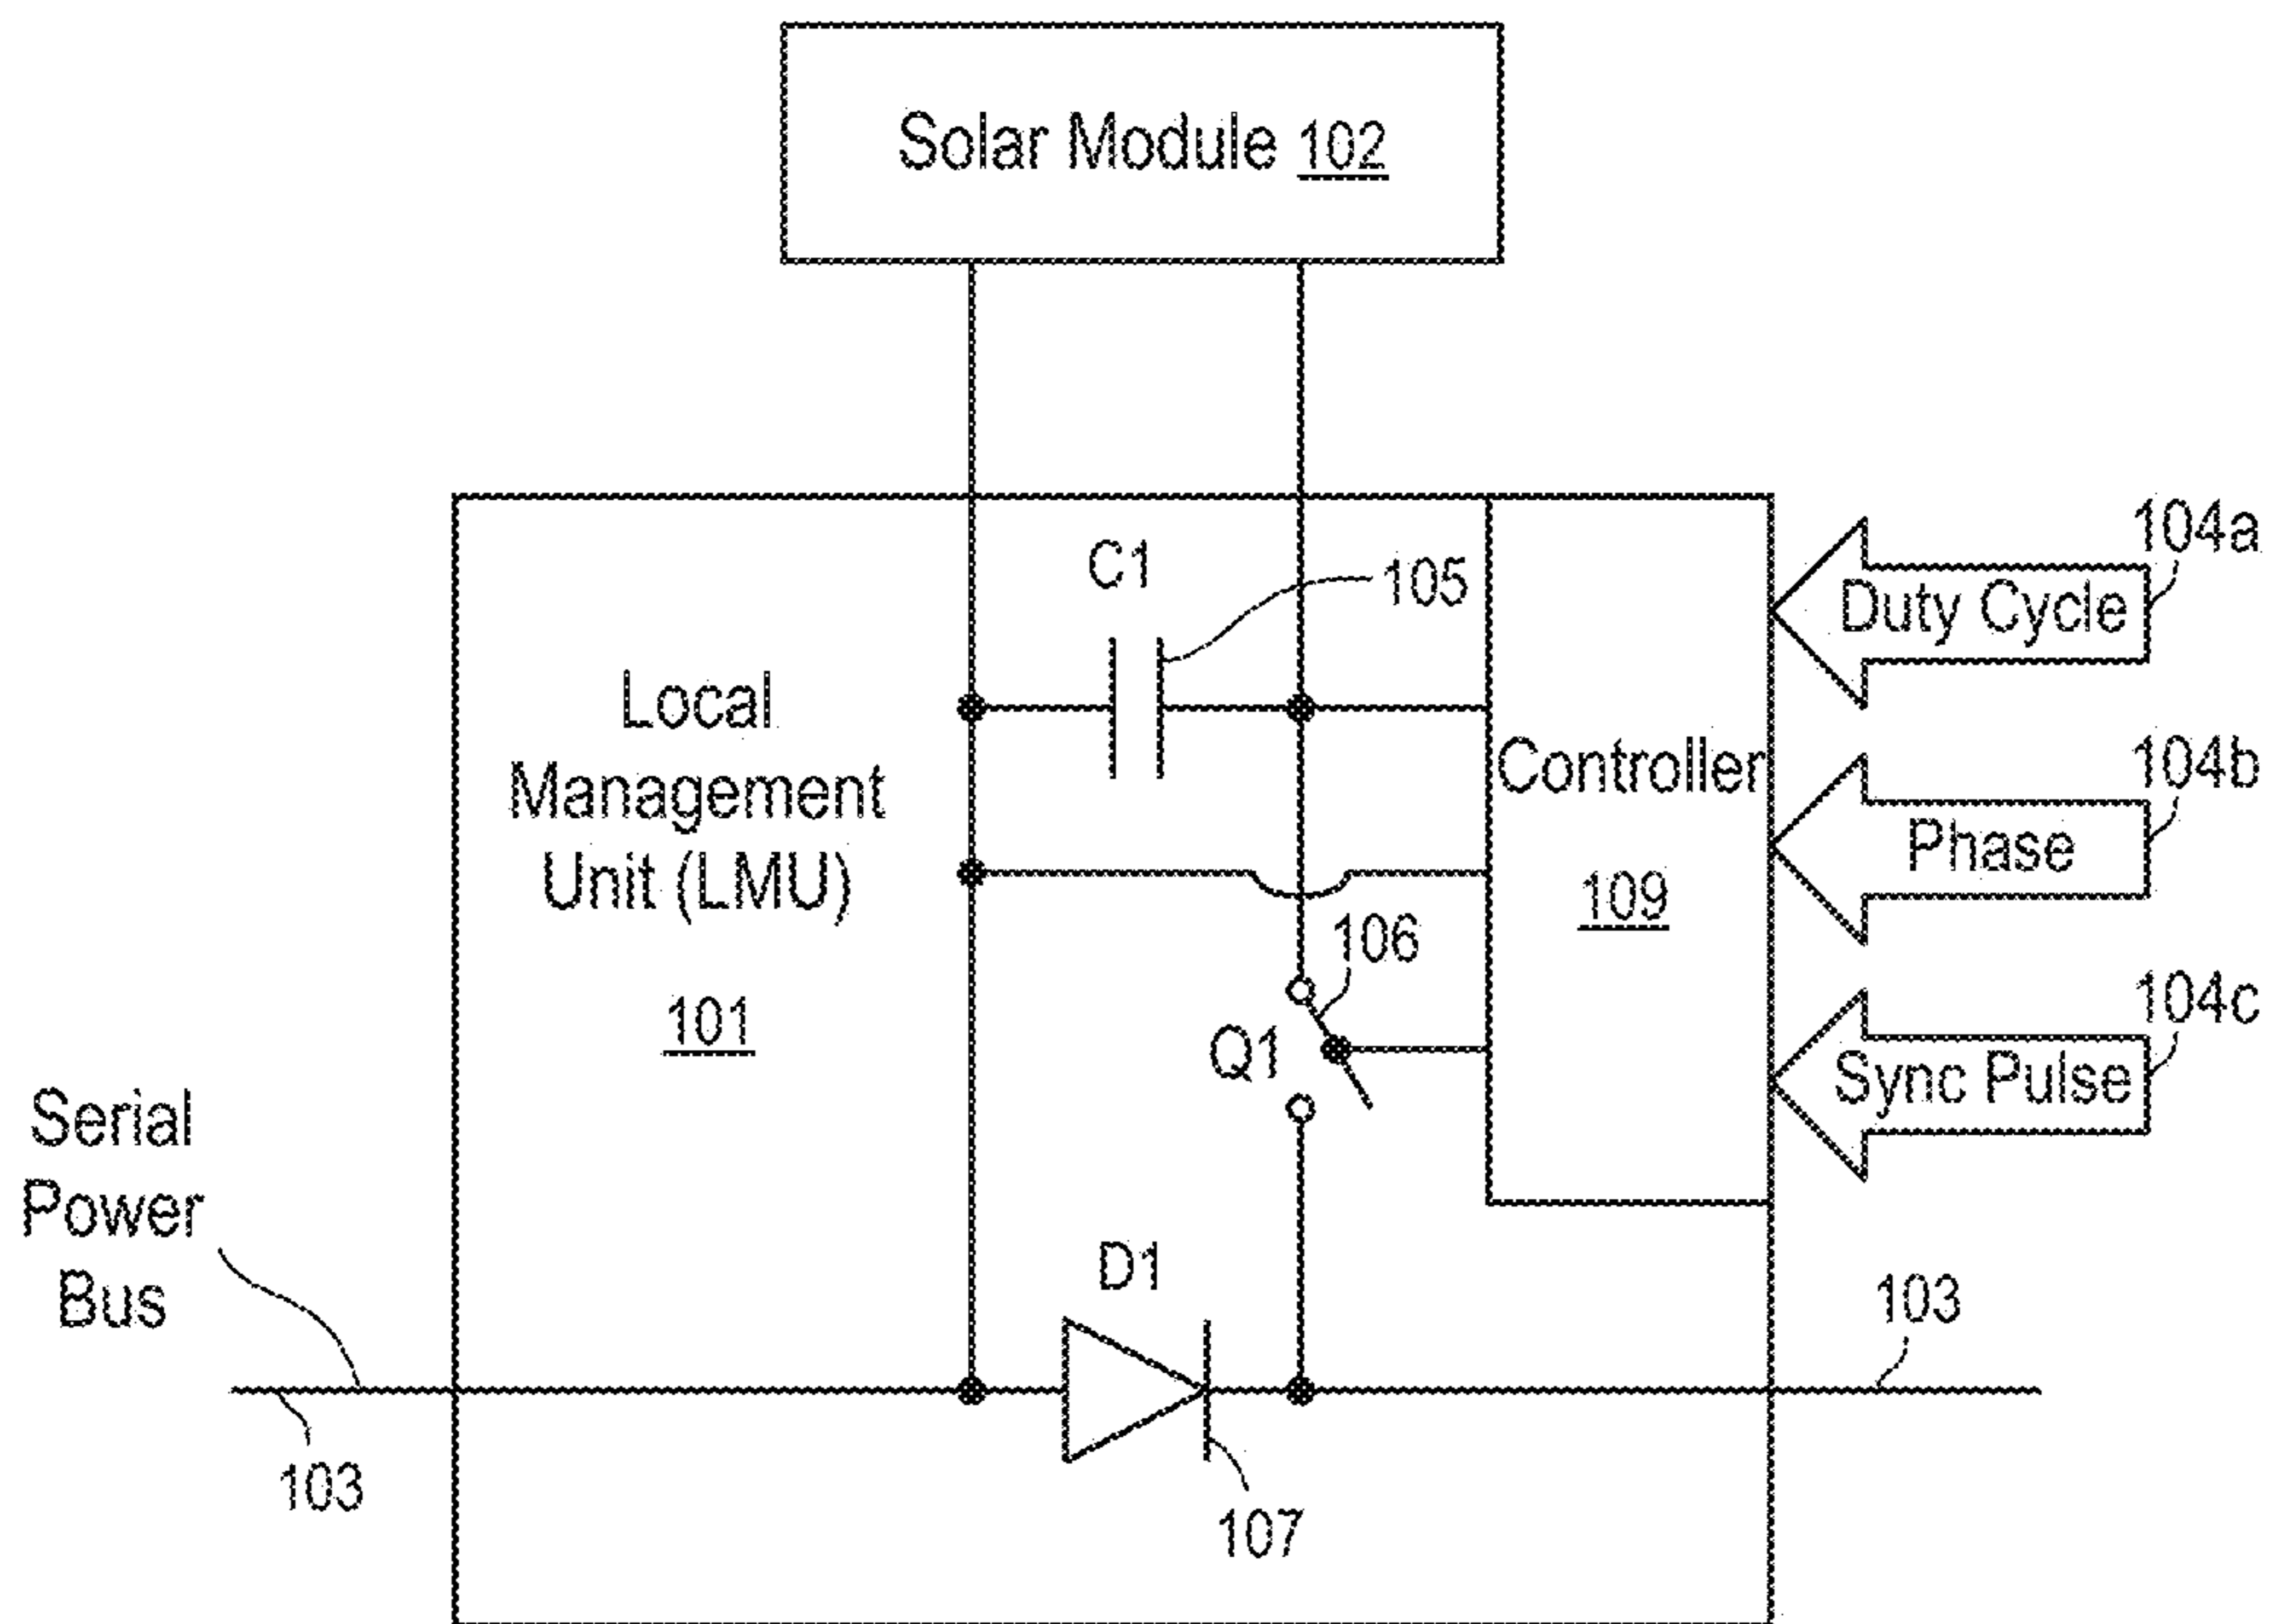 Solar Module 102
104a
C1
105
Duty Cycle
Local
Management
Unit (LMU)
101
Controller
109
104b
Phase
106
104c
Q1
Sync Pulse
Serial
Power
Bus
D1
103
103
107